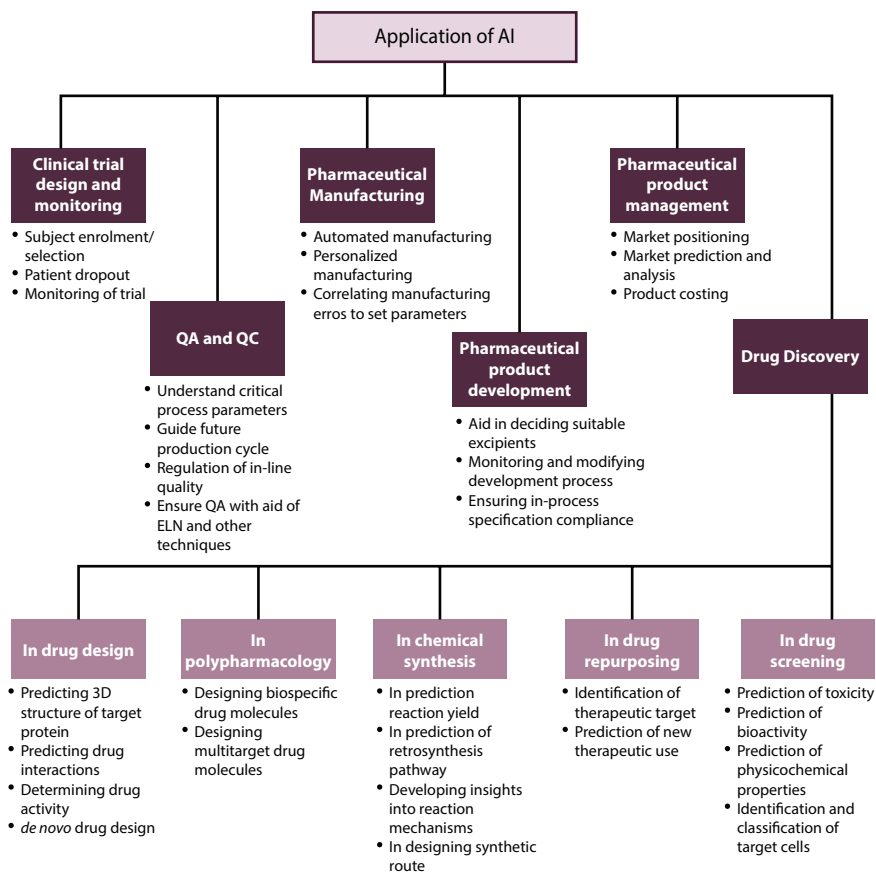 Application of AI
Clinical trial
design and
monitoring
• Subject enrolment/
selection
• Patient dropout
• Monitoring of trial
QA and QC
• Understand critical
process parameters
• Guide future
production cycle
• Regulation of in-line
quality
• Ensure QA with aid of
ELN and other
techniques
Pharmaceutical
Manufacturing
• Automated manufacturing
• Personalized
manufacturing
• Correlating manufacturing
erros to set parameters
Pharmaceutical
product
development
• Aid in deciding suitable
excipients
• Monitoring and modifying
development process
• Ensuring in-process
specification compliance
Pharmaceutical
product
management
• Market positioning
• Market prediction and
analysis
• Product costing
Drug Discovery
In drug design
• Predicting 3D
structure of target
protein
• Predicting drug
interactions
• Determining drug
activity
• de novo drug design
In
polypharmacology
• Designing biospecific
drug molecules
• Designing
multitarget drug
molecules
In chemical
synthesis
• In prediction
reaction yield
• In prediction of
retrosynthesis
pathway
• Developing insights
into reaction
mechanisms
• In designing synthetic
route
In drug
repurposing
• Identification of
therapeutic target
• Prediction of new
therapeutic use
In drug
screening
• Prediction of toxicity
• Prediction of
bioactivity
• Prediction of
physicochemical
properties
• Identification and
classification of
target cells